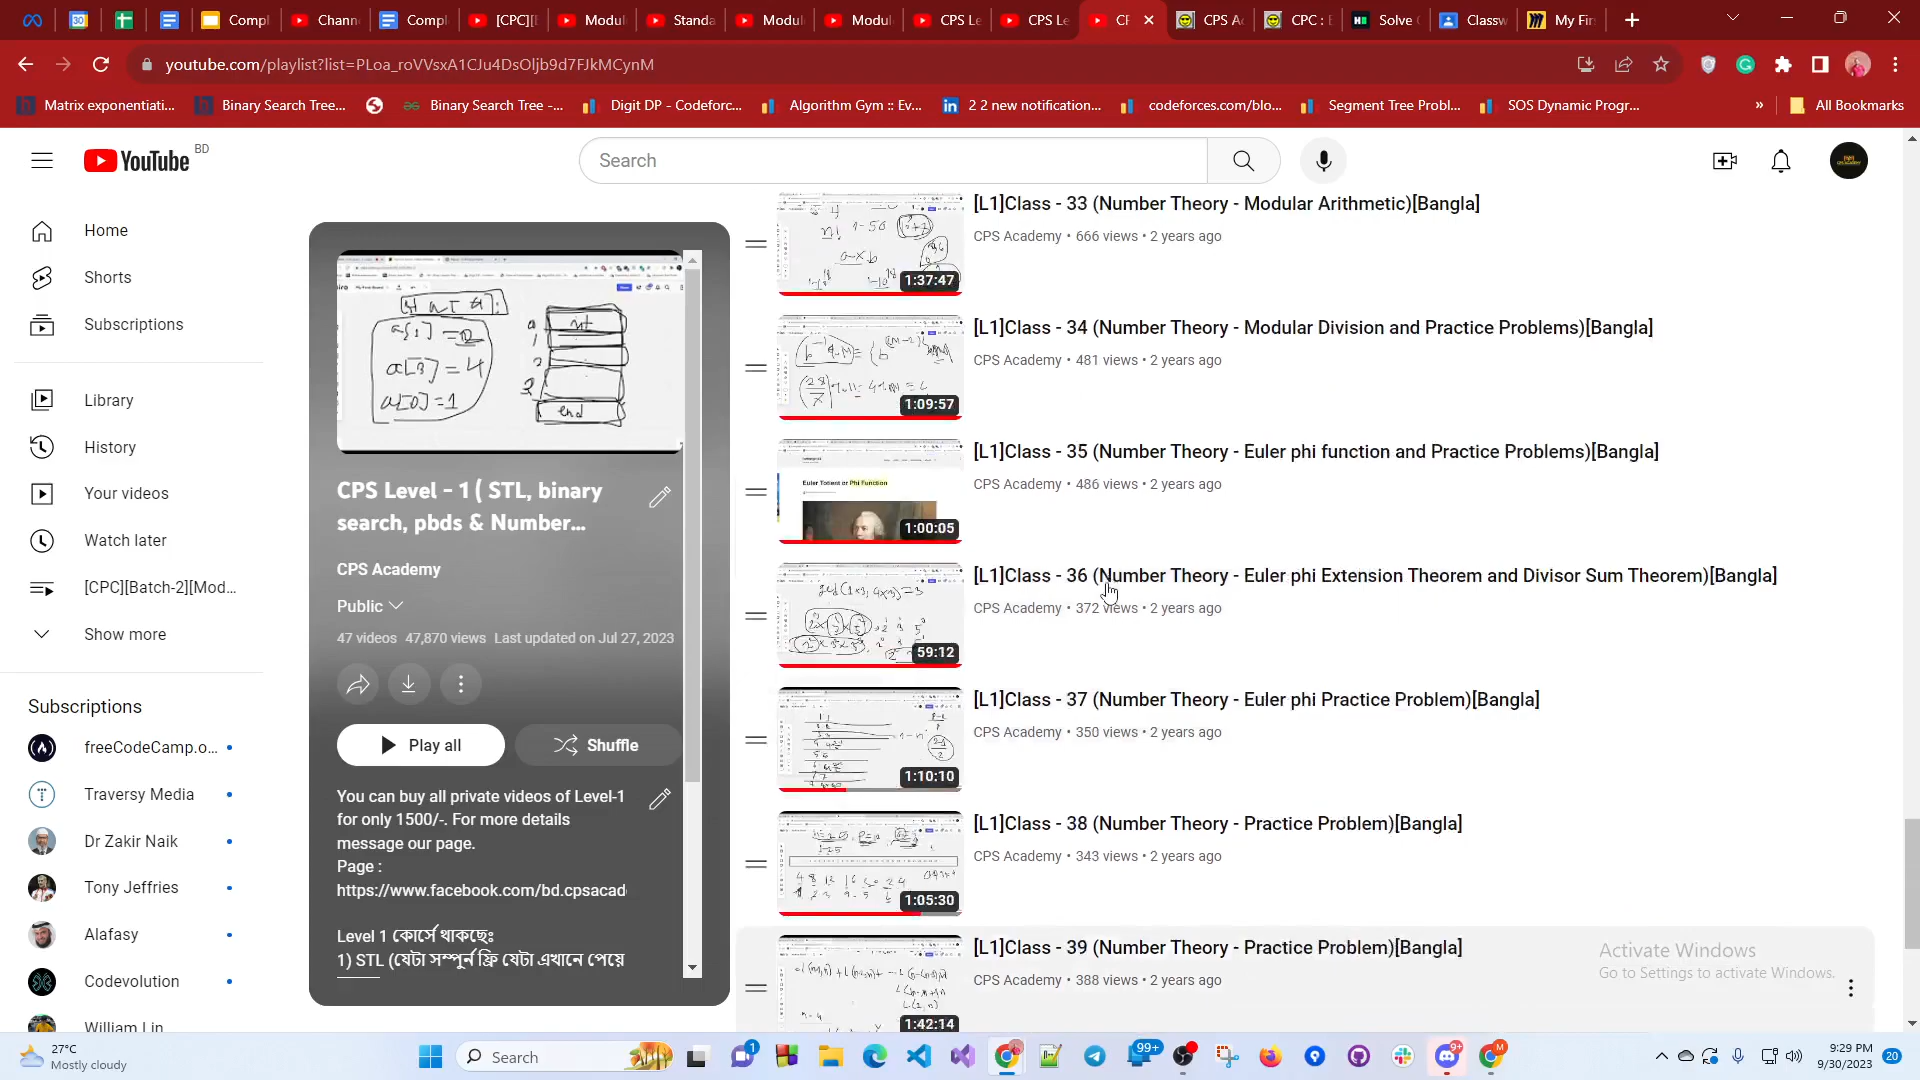 Compl
Chann
Compl
[CPC][B
Modul
Standa
Modul
Modul
CPS Le
CPS Le
CF
CPS Ac
CPC : B
Solve
Classw
My Firs
youtube.com/playlist?list=PLoa_roVVsxA1CJu4DsOljb9d7FJkMCynM
Matrix exponentiati...
Binary Search Tree...
Binary Search Tree -...
Digit DP - Codeforc...
Algorithm Gym :: Ev...
2 2 new notification...
codeforces.com/blo...
Segment Tree Probl...
SOS Dynamic Progr...
»
All Bookmarks
YouTube BD
Search
Home
Shorts
Subscriptions
Library
History
Your videos
Watch later
[CPC][Batch-2][Mod...
Show more
Subscriptions
freeCodeCamp.o...
Traversy Media
Dr Zakir Naik
Tony Jeffries
Alafasy
Codevolution
William Lin
a[3] = 4
a[0] = 1
int
end
CPS Level - 1 ( STL, binary
search, pbds & Number...
CPS Academy
Public
47 videos 47,870 views Last updated on Jul 27, 2023
Play all
Shuffle
You can buy all private videos of Level-1
for only 1500/-. For more details
message our page.
Page :
https://www.facebook.com/bd.cpsacad
Level 1 কোর্সে থাকছেঃ
1) STL (যেটা সম্পুর্ন ফ্রি যেটা এখানে পেয়ে
[L1]Class - 33 (Number Theory - Modular Arithmetic)[Bangla]
CPS Academy • 666 views • 2 years ago
1:37:47
[L1]Class - 34 (Number Theory - Modular Division and Practice Problems)[Bangla]
CPS Academy • 481 views • 2 years ago
1:09:57
[L1]Class - 35 (Number Theory - Euler phi function and Practice Problems)[Bangla]
CPS Academy • 486 views • 2 years ago
Euler Totient or Phi Function
1:00:05
[L1]Class - 36 (Number Theory - Euler phi Extension Theorem and Divisor Sum Theorem)[Bangla]
CPS Academy • 372 views • 2 years ago
59:12
[L1]Class - 37 (Number Theory - Euler phi Practice Problem)[Bangla]
CPS Academy • 350 views • 2 years ago
1:10:10
[L1]Class - 38 (Number Theory - Practice Problem)[Bangla]
CPS Academy • 343 views • 2 years ago
1:05:30
[L1]Class - 39 (Number Theory - Practice Problem)[Bangla]
CPS Academy • 388 views • 2 years ago
1:42:14
Activate Windows
Go to Settings to activate Windows.
27°C
Mostly cloudy
Search
1
99+
9+
9:29 PM
9/30/2023
20